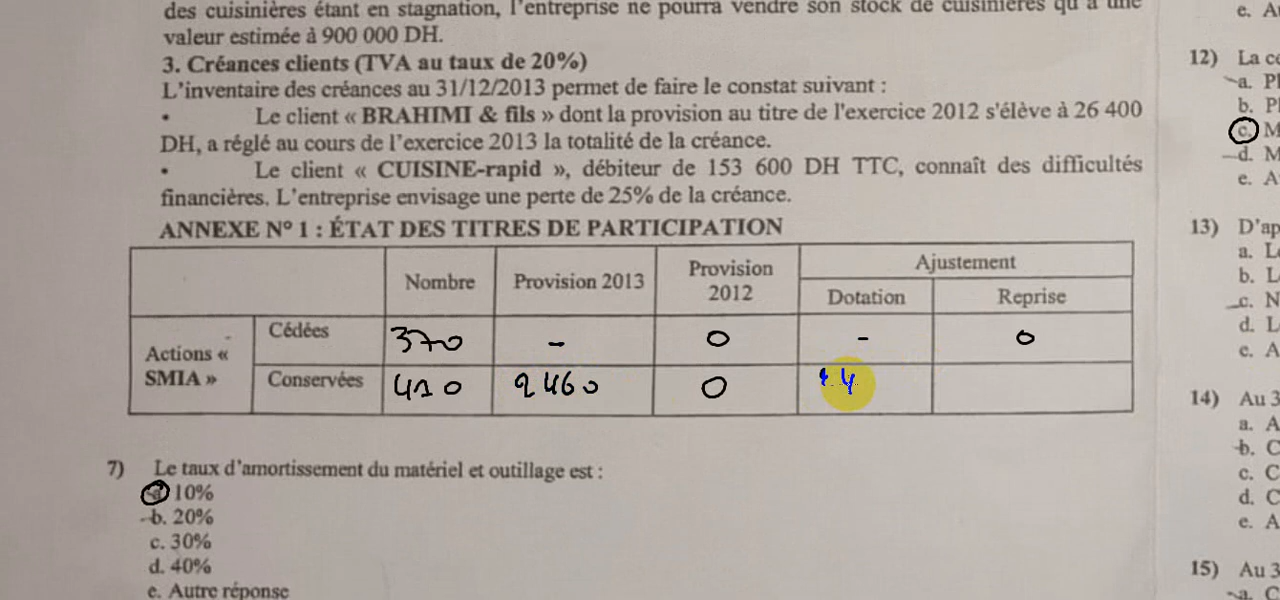 des cuisinières étant en stagnation, l'entreprise ne pourra vendre son stock de cuisinières qu'à une
valeur estimée à 900 000 DH.
3. Créances clients (TVA au taux de 20%)
L'inventaire des créances au 31/12/2013 permet de faire le constat suivant :
• Le client « BRAHIMI & fils » dont la provision au titre de l'exercice 2012 s'élève à 26 400
DH, a réglé au cours de l'exercice 2013 la totalité de la créance.
• Le client « CUISINE-rapid », débiteur de 153 600 DH TTC, connaît des difficultés
financières. L'entreprise envisage une perte de 25% de la créance.
ANNEXE N° 1 : ÉTAT DES TITRES DE PARTICIPATION
Nombre Provision 2013 Provision 2012 Ajustement
Dotation Reprise
Actions « SMIA »
Cédées 370 - 0 - 0
Conservées 410 2460 0
7) Le taux d'amortissement du matériel et outillage est :
a. 10%
b. 20%
c. 30%
d. 40%
e. Autre réponse
e.
12) La
a.
b.
c. M
d. M
e.
13) D'ap
a.
b.
c. N
d. L
e. A
14) Au 3
a. A
b. C
c. C
d. C
e. A
15) Au 3
a. C